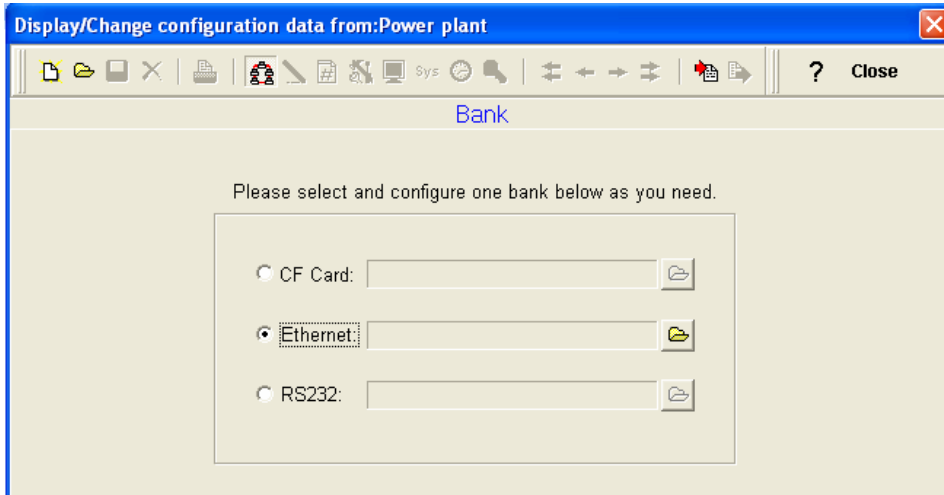 Display/Change configuration data from:Power plant
# Sys ? Close
Bank
Please select and configure one bank below as you need.
CF Card:
Ethernet:
RS232: